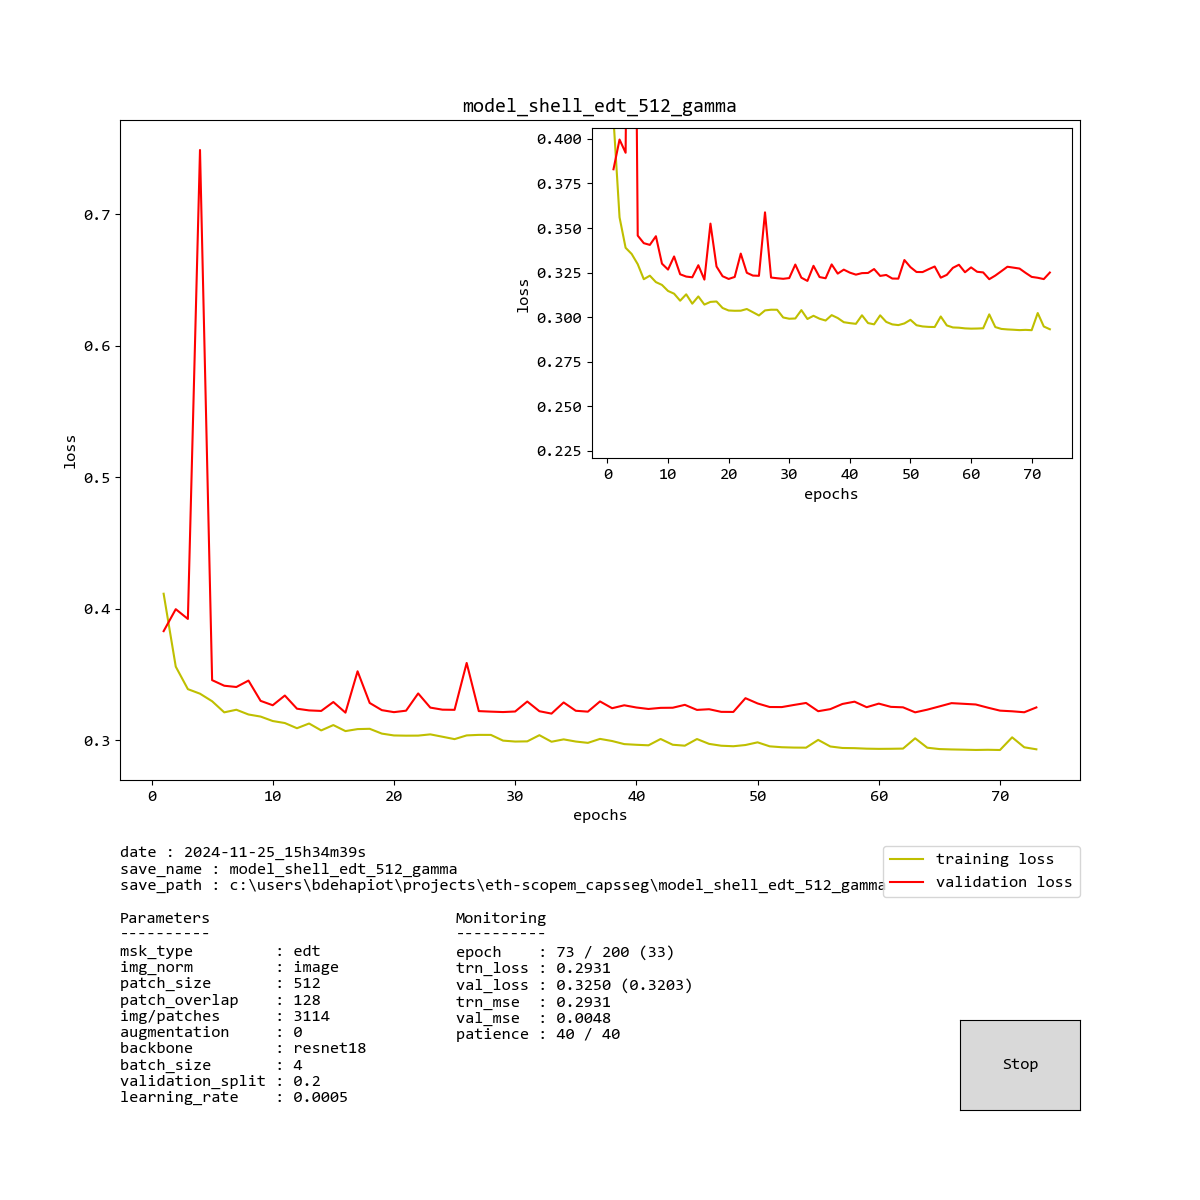 model_shell_edt_512_gamma
0.7
0.6
0.5
0.4
0.3
loss
0 10 20 30 40 50 60 70
epochs
0.400
0.375
0.350
0.325
0.300
0.275
0.250
0.225
loss
0 10 20 30 40 50 60 70
epochs
date : 2024-11-25_15h34m39s
save_name : model_shell_edt_512_gamma
save_path : c:\users\bdehapiot\projects\eth-scopem_capsseg\model_shell_edt_512_gamma
training loss
validation loss
Parameters
----------
msk_type : edt
img_norm : image
patch_size : 512
patch_overlap : 128
img/patches : 3114
augmentation : 0
backbone : resnet18
batch_size : 4
validation_split : 0.2
learning_rate : 0.0005
Monitoring
----------
epoch : 73 / 200 (33)
trn_loss : 0.2931
val_loss : 0.3250 (0.3203)
trn_mse : 0.2931
val_mse : 0.0048
patience : 40 / 40
Stop